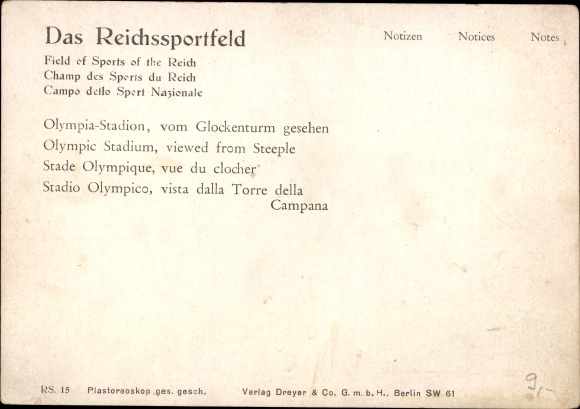 Das Reichssportfeld
Field of Sports of the Reich
Champ des Sports du Reich
Campo dello Sport Nazionale
Notizen Notices Notes
Olympia-Stadion, vom Glockenturm gesehen
Olympic Stadium, viewed from Steeple
Stade Olympique, vue du clocher
Stadio Olympico, vista dalla Torre della
Campana
RS. 15 Plastoraoskop ges. gesch. Verlag Dreyer & Co. G. m. b. H., Berlin SW 61
9,-